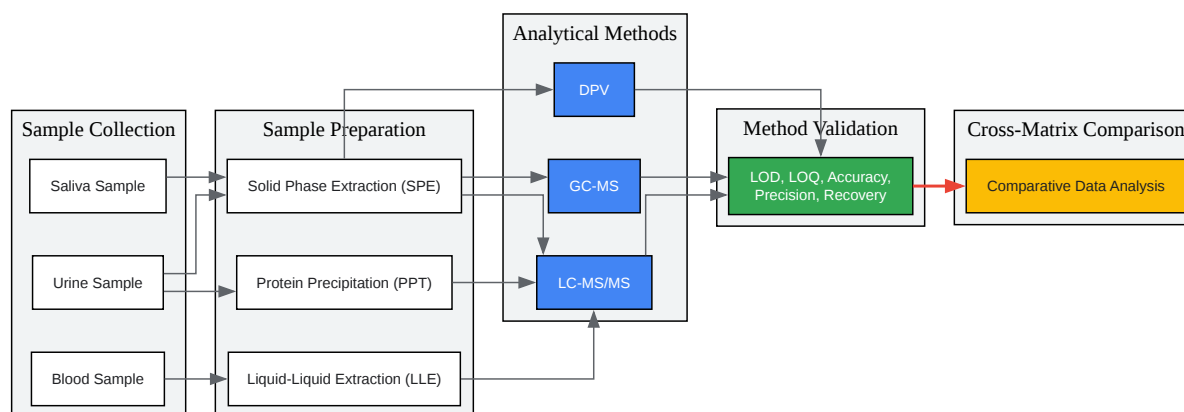 Analytical Methods
DPV
Sample Collection
Sample Preparation
Method Validation
Cross-Matrix Comparison
Saliva Sample
Solid Phase Extraction (SPE)
GC-MS
LOD, LOQ, Accuracy,
Precision, Recovery
Comparative Data Analysis
Urine Sample
Protein Precipitation (PPT)
LC-MS/MS
Blood Sample
Liquid-Liquid Extraction (LLE)